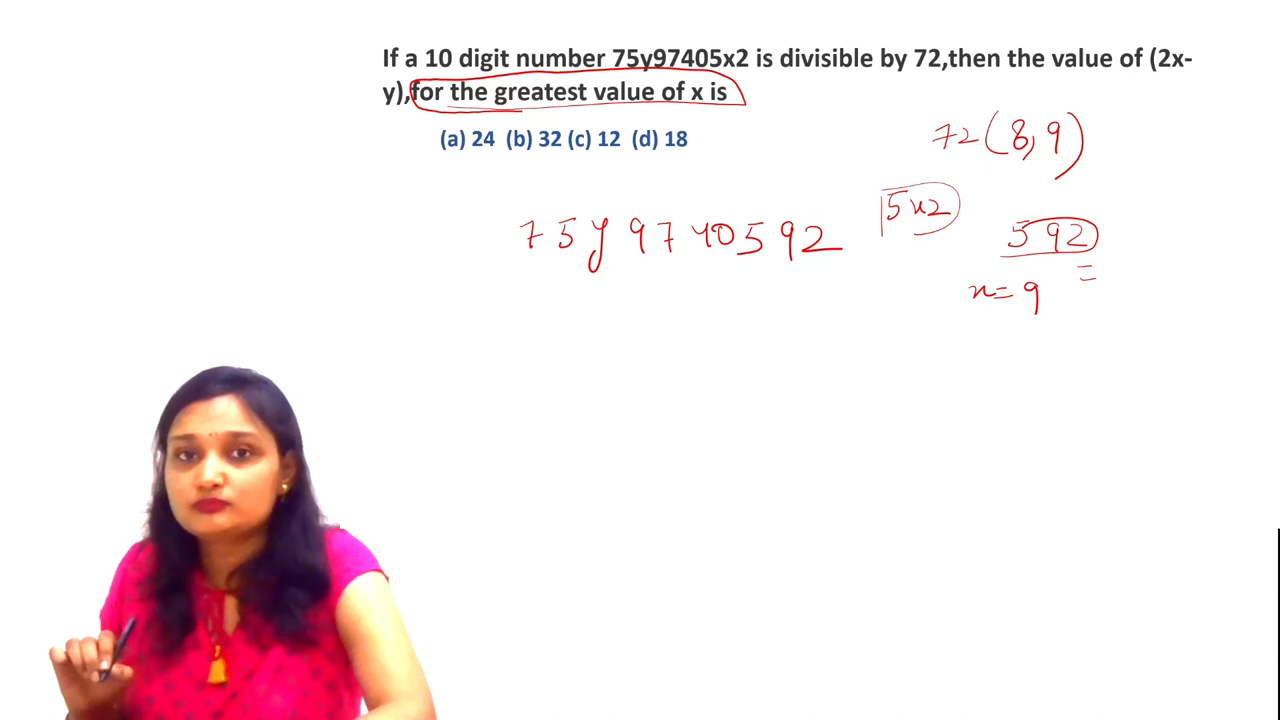 If a 10 digit number 75y97405x2 is divisible by 72,then the value of (2x-
y),for the greatest value of x is
(a) 24 (b) 32 (c) 12 (d) 18
72 (8, 9)
5x2
75y9740592
592
=
x = 9